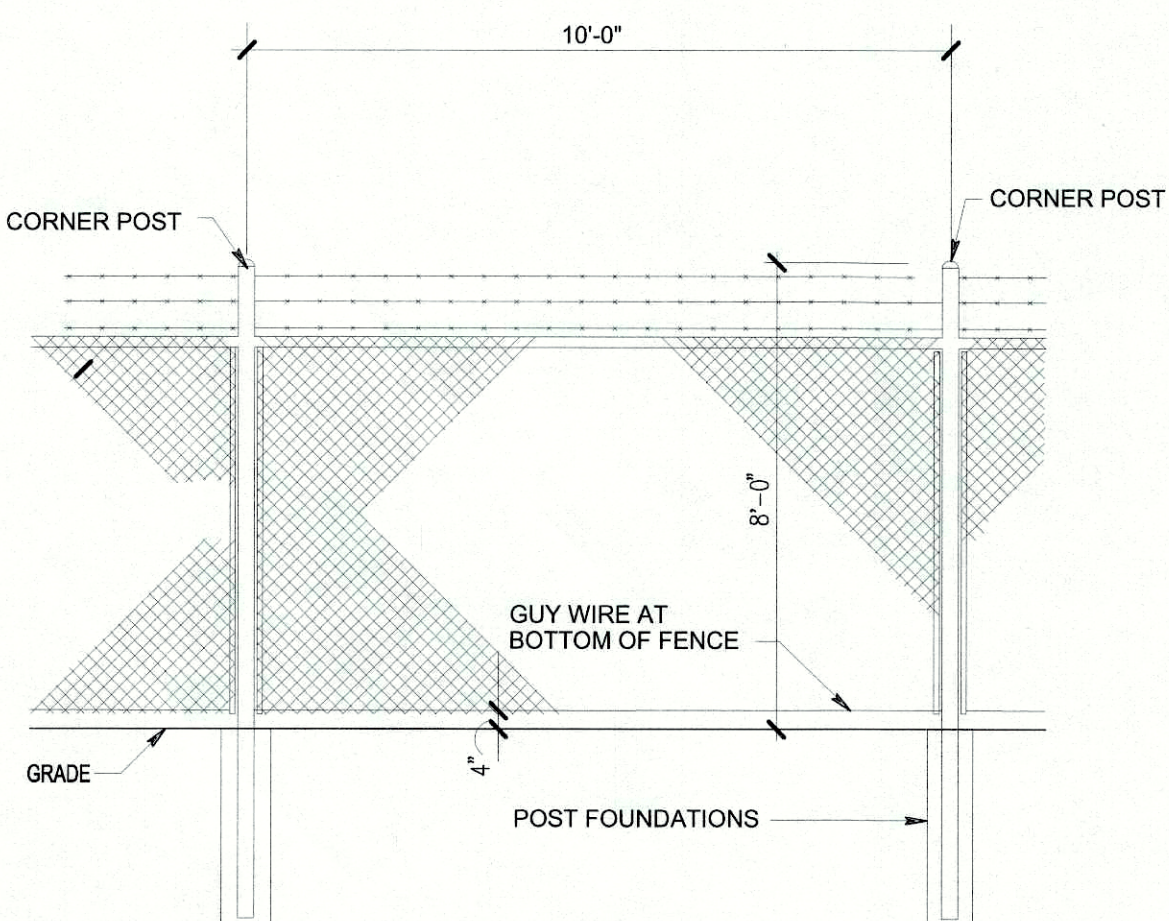 10'-0"
CORNER POST
CORNER POST
8'-0"
GUY WIRE AT
BOTTOM OF FENCE
4"
GRADE
POST FOUNDATIONS